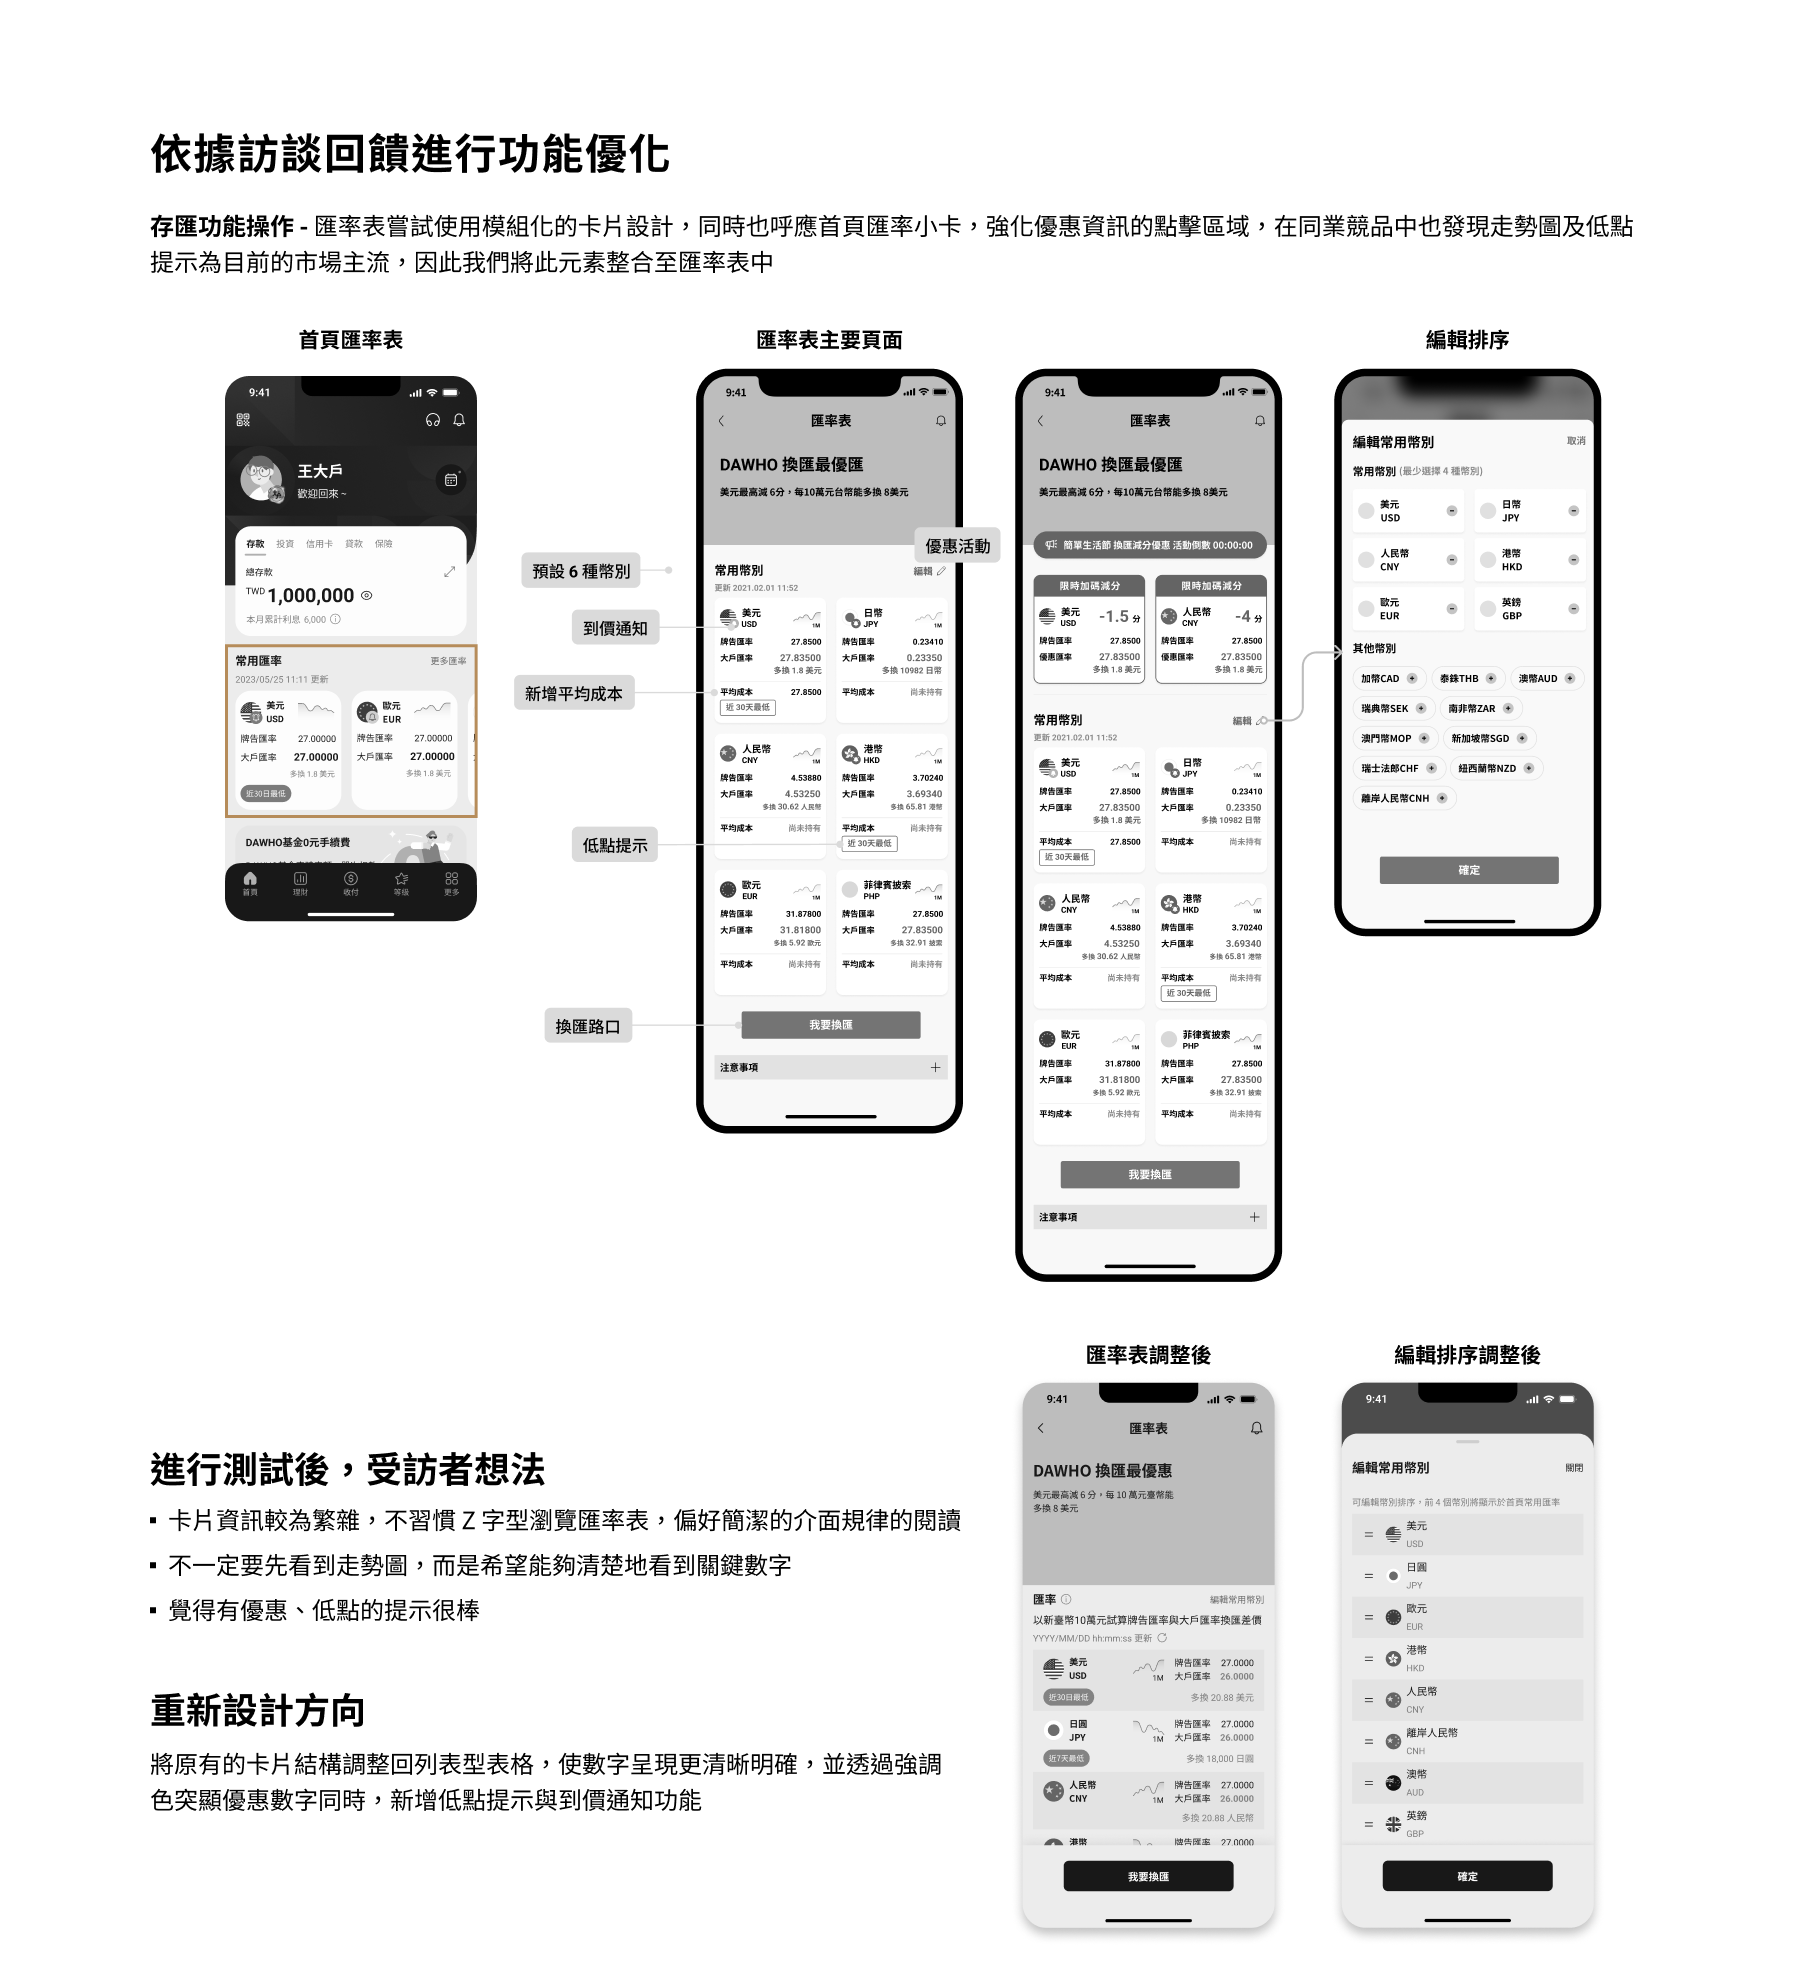 依據訪談回饋進行功能優化
存匯功能操作 - 匯率表嘗試使用模組化的卡片設計，同時也呼應首頁匯率小卡，強化優惠資訊的點擊區域，在同業競品中也發現走勢圖及低點
提示為目前的市場主流，因此我們將此元素整合至匯率表中
首頁匯率表
9:41
王大戶
歡迎回來 ~
存款 投資 信用卡 貸款 保險
總存款
TWD 1,000,000
本月累計利息 6,000
常用匯率 更多匯率
2023/05/25 11:11 更新
美元 USD
牌告匯率 27.00000
大戶匯率 27.00000
多換 1.8 美元
近30日最低
歐元 EUR
牌告匯率 27.00000
大戶匯率 27.00000
多換 1.8 美元
DAWHO基金0元手續費
首頁 理財 收付 等級 更多
預設 6 種幣別
到價通知
新增平均成本
低點提示
換匯路口
優惠活動
匯率表主要頁面
9:41
匯率表
DAWHO 換匯最優匯
美元最高減 6分，每10萬元台幣能多換 8美元
常用幣別 編輯
更新 2021.02.01 11:52
美元 USD 1M
牌告匯率 27.8500
大戶匯率 27.83500
多換 1.8 美元
平均成本 27.8500
近 30天最低
日幣 JPY 1M
牌告匯率 0.23410
大戶匯率 0.23350
多換 10982 日幣
平均成本 尚未持有
人民幣 CNY 1M
牌告匯率 4.53880
大戶匯率 4.53250
多換 30.62 人民幣
平均成本 尚未持有
港幣 HKD 1M
牌告匯率 3.70240
大戶匯率 3.69340
多換 65.81 港幣
平均成本 尚未持有
近 30天最低
歐元 EUR 1M
牌告匯率 31.87800
大戶匯率 31.81800
多換 5.92 歐元
平均成本 尚未持有
菲律賓披索 PHP 1M
牌告匯率 27.8500
大戶匯率 27.83500
多換 32.91 披索
平均成本 尚未持有
我要換匯
注意事項
9:41
匯率表
DAWHO 換匯最優匯
美元最高減 6分，每10萬元台幣能多換 8美元
簡單生活節 換匯減分優惠 活動倒數 00:00:00
限時加碼減分
美元 USD -1.5 分
牌告匯率 27.8500
優惠匯率 27.83500
多換 1.8 美元
限時加碼減分
人民幣 CNY -4 分
牌告匯率 27.8500
優惠匯率 27.83500
多換 1.8 美元
常用幣別 編輯
更新 2021.02.01 11:52
美元 USD 1M
牌告匯率 27.8500
大戶匯率 27.83500
多換 1.8 美元
平均成本 27.8500
近 30天最低
日幣 JPY 1M
牌告匯率 0.23410
大戶匯率 0.23350
多換 10982 日幣
平均成本 尚未持有
人民幣 CNY 1M
牌告匯率 4.53880
大戶匯率 4.53250
多換 30.62 人民幣
平均成本 尚未持有
港幣 HKD 1M
牌告匯率 3.70240
大戶匯率 3.69340
多換 65.81 港幣
平均成本 尚未持有
近 30天最低
歐元 EUR 1M
牌告匯率 31.87800
大戶匯率 31.81800
多換 5.92 歐元
平均成本 尚未持有
菲律賓披索 PHP 1M
牌告匯率 27.8500
大戶匯率 27.83500
多換 32.91 披索
平均成本 尚未持有
我要換匯
注意事項
編輯排序
編輯常用幣別 取消
常用幣別 (最少選擇 4 種幣別)
美元 USD
日幣 JPY
人民幣 CNY
港幣 HKD
歐元 EUR
英鎊 GBP
其他幣別
加幣CAD 泰銖THB 澳幣AUD
瑞典幣SEK 南非幣ZAR
澳門幣MOP 新加坡幣SGD
瑞士法郎CHF 紐西蘭幣NZD
離岸人民幣CNH
確定
進行測試後，受訪者想法
▪ 卡片資訊較為繁雜，不習慣 Z 字型瀏覽匯率表，偏好簡潔的介面規律的閱讀
▪ 不一定要先看到走勢圖，而是希望能夠清楚地看到關鍵數字
▪ 覺得有優惠、低點的提示很棒
重新設計方向
將原有的卡片結構調整回列表型表格，使數字呈現更清晰明確，並透過強調
色突顯優惠數字同時，新增低點提示與到價通知功能
匯率表調整後
9:41
匯率表
DAWHO 換匯最優惠
美元最高減 6 分，每 10 萬元臺幣能
多換 8 美元
匯率 編輯常用幣別
以新臺幣10萬元試算牌告匯率與大戶匯率換匯差價
YYYY/MM/DD hh:mm:ss 更新
美元 牌告匯率 27.0000
USD 1M 大戶匯率 26.0000
近30日最低 多換 20.88 美元
日圓 牌告匯率 27.0000
JPY 1M 大戶匯率 26.0000
近7天最低 多換 18,000 日圓
人民幣 牌告匯率 27.0000
CNY 1M 大戶匯率 26.0000
多換 20.88 人民幣
港幣 牌告匯率 27.0000
我要換匯
編輯排序調整後
9:41
編輯常用幣別 關閉
可編輯幣別排序，前 4 個幣別將顯示於首頁常用匯率
美元
USD
日圓
JPY
歐元
EUR
港幣
HKD
人民幣
CNY
離岸人民幣
CNH
澳幣
AUD
英鎊
GBP
確定